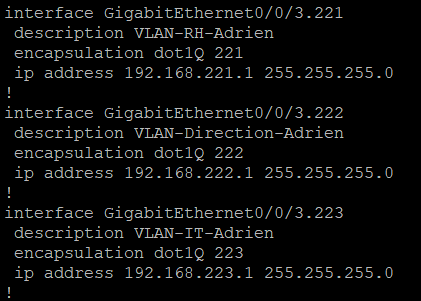 interface GigabitEthernet0/0/3.221
 description VLAN-RH-Adrien
 encapsulation dot1Q 221
 ip address 192.168.221.1 255.255.255.0
!
interface GigabitEthernet0/0/3.222
 description VLAN-Direction-Adrien
 encapsulation dot1Q 222
 ip address 192.168.222.1 255.255.255.0
!
interface GigabitEthernet0/0/3.223
 description VLAN-IT-Adrien
 encapsulation dot1Q 223
 ip address 192.168.223.1 255.255.255.0
!